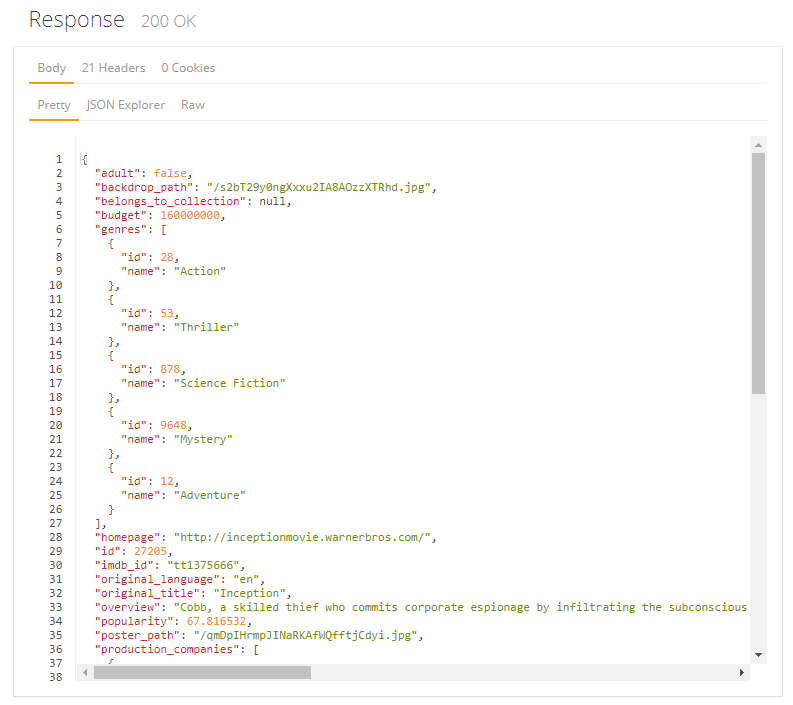 Response 200 OK
Body 21 Headers 0 Cookies
Pretty JSON Explorer Raw
1 {
2 "adult": false,
3 "backdrop_path": "/s2bT29y0ngXxxu2IA8AOzzXTRhd.jpg",
4 "belongs_to_collection": null,
5 "budget": 160000000,
6 "genres": [
7 {
8 "id": 28,
9 "name": "Action"
10 },
11 {
12 "id": 53,
13 "name": "Thriller"
14 },
15 {
16 "id": 878,
17 "name": "Science Fiction"
18 },
19 {
20 "id": 9648,
21 "name": "Mystery"
22 },
23 {
24 "id": 12,
25 "name": "Adventure"
26 }
27 ],
28 "homepage": "http://inceptionmovie.warnerbros.com/",
29 "id": 27205,
30 "imdb_id": "tt1375666",
31 "original_language": "en",
32 "original_title": "Inception",
33 "overview": "Cobb, a skilled thief who commits corporate espionage by infiltrating the subconscious
34 "popularity": 67.816532,
35 "poster_path": "/qmDpIHrmpJINaRKAfWQfftjCdyi.jpg",
36 "production_companies": [
37 {
38